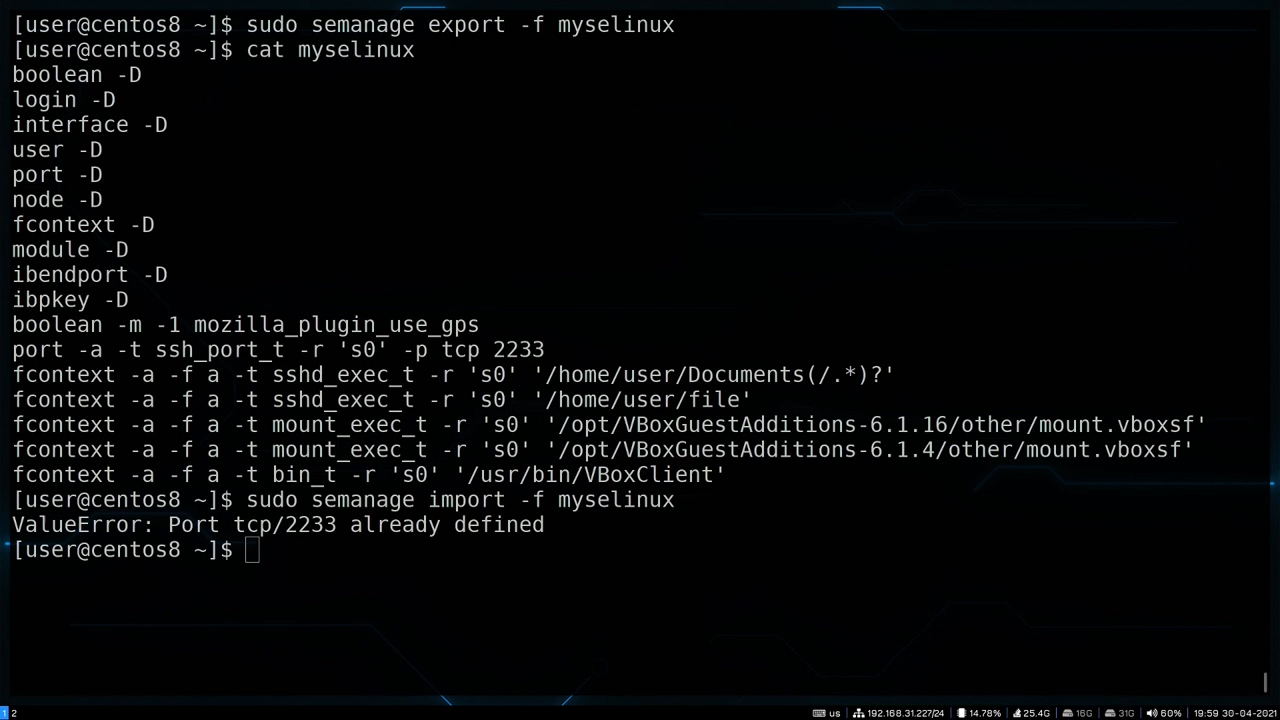 [user@centos8 ~]$ sudo semanage export -f myselinux
[user@centos8 ~]$ cat myselinux
boolean -D
login -D
interface -D
user -D
port -D
node -D
fcontext -D
module -D
ibendport -D
ibpkey -D
boolean -m -1 mozilla_plugin_use_gps
port -a -t ssh_port_t -r 's0' -p tcp 2233
fcontext -a -f a -t sshd_exec_t -r 's0' '/home/user/Documents(/.*)?'
fcontext -a -f a -t sshd_exec_t -r 's0' '/home/user/file'
fcontext -a -f a -t mount_exec_t -r 's0' '/opt/VBoxGuestAdditions-6.1.16/other/mount.vboxsf'
fcontext -a -f a -t mount_exec_t -r 's0' '/opt/VBoxGuestAdditions-6.1.4/other/mount.vboxsf'
fcontext -a -f a -t bin_t -r 's0' '/usr/bin/VBoxClient'
[user@centos8 ~]$ sudo semanage import -f myselinux
ValueError: Port tcp/2233 already defined
[user@centos8 ~]$
1 2 us 192.168.31.227/24 14.78% 25.4G 16G 31G 60% 19:59 30-04-2021